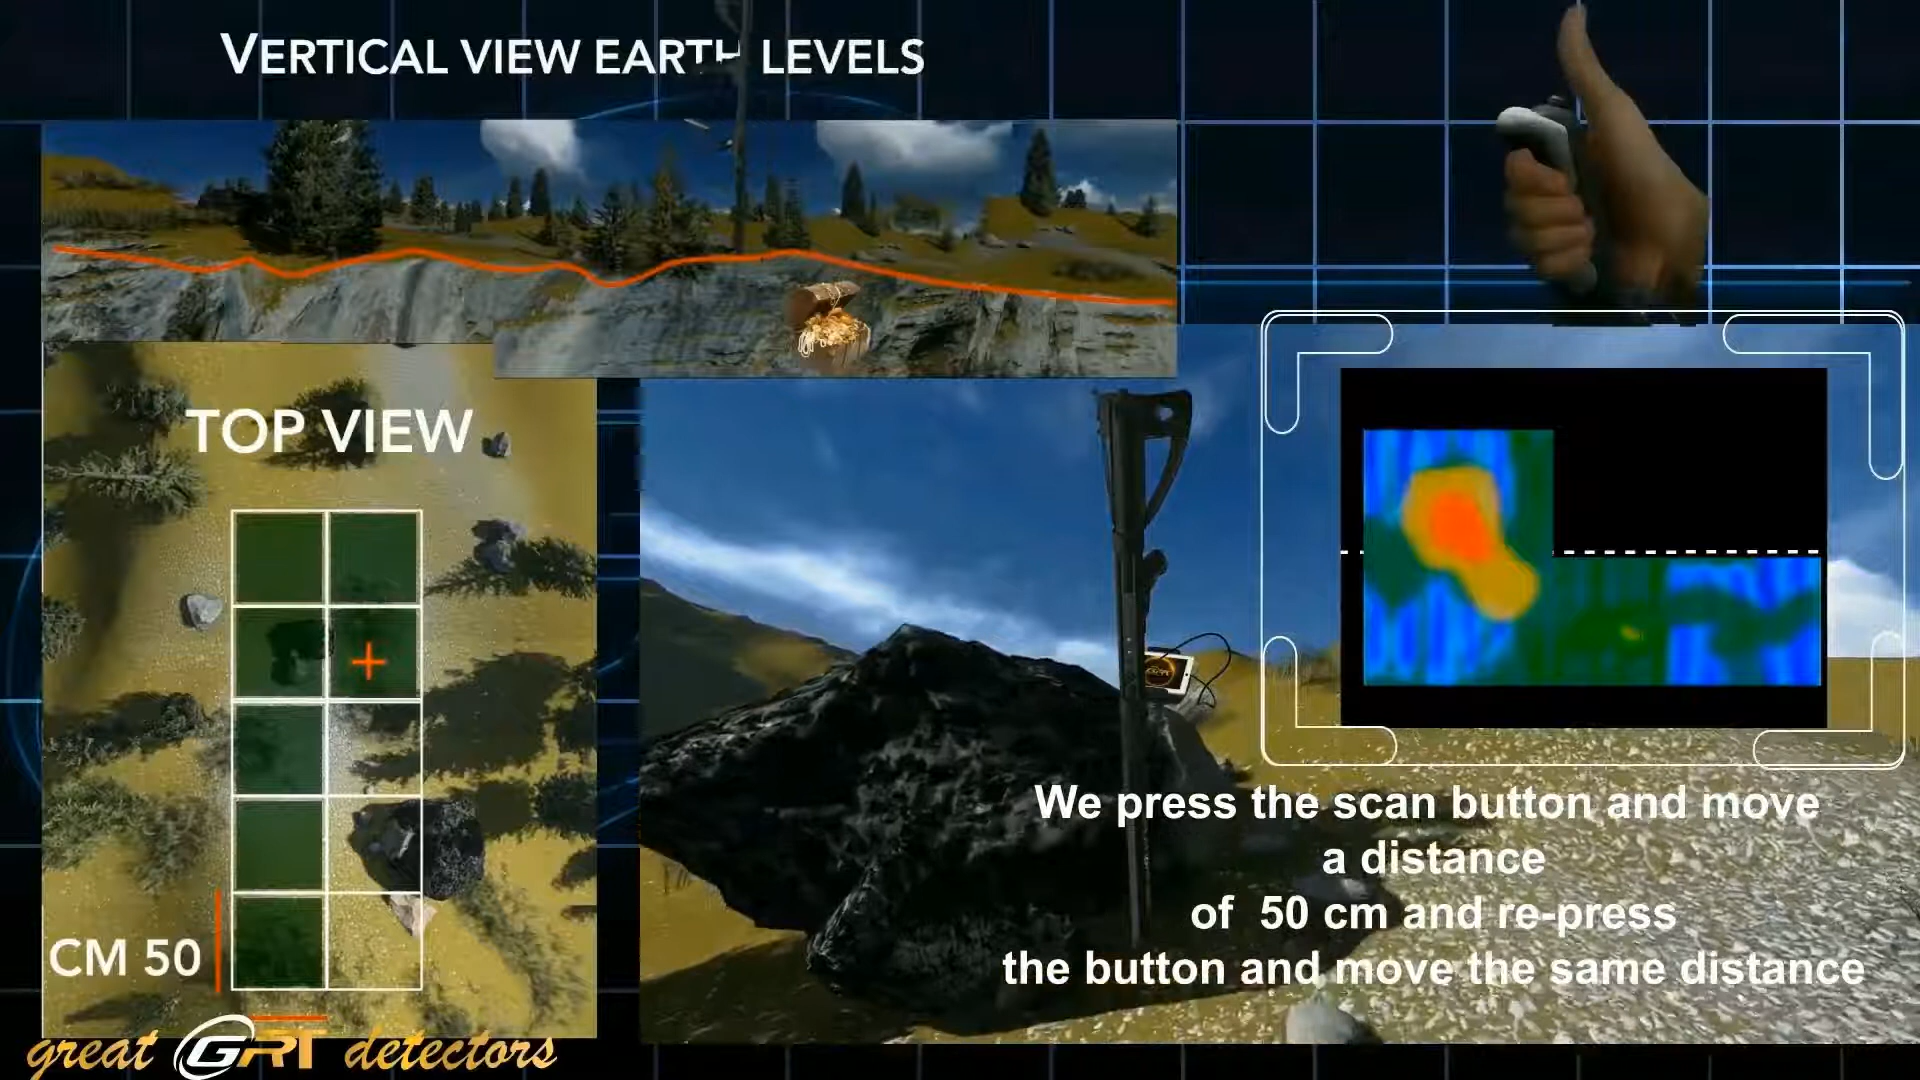 VERTICAL VIEW EARTH LEVELS
TOP VIEW
CM 50
We press the scan button and move
a distance
of 50 cm and re-press
the button and move the same distance
great GRT detectors